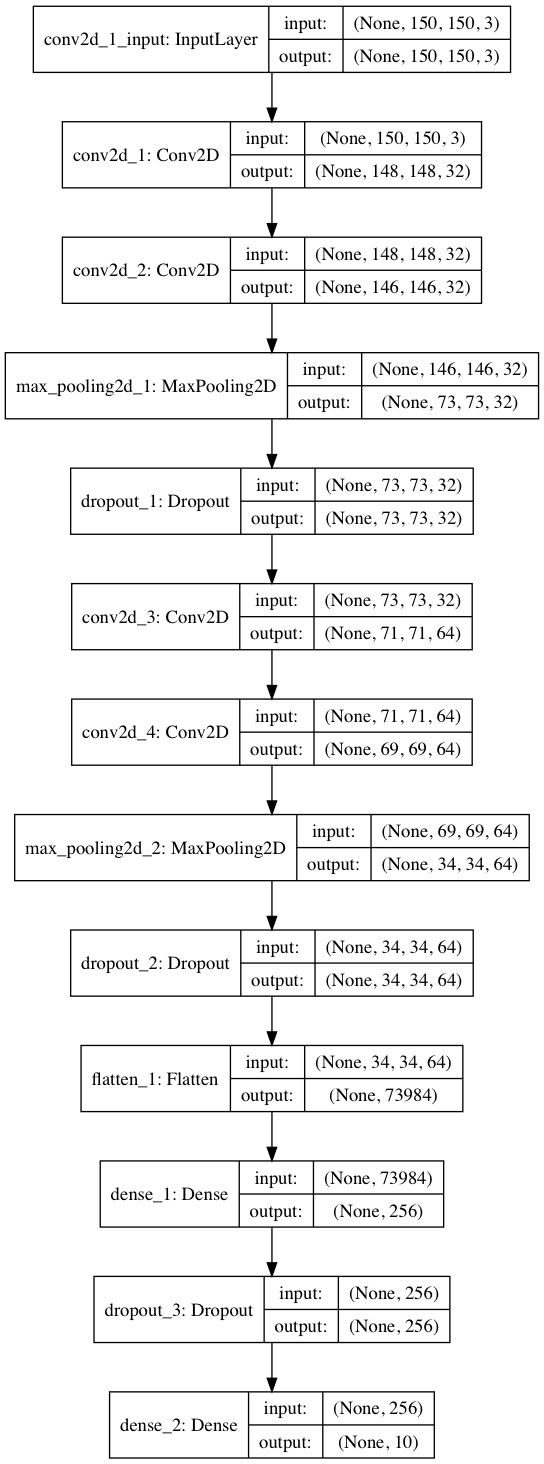 conv2d_1_input: InputLayer
input:
(None, 150, 150, 3)
output:
(None, 150, 150, 3)
conv2d_1: Conv2D
input:
(None, 150, 150, 3)
output:
(None, 148, 148, 32)
conv2d_2: Conv2D
input:
(None, 148, 148, 32)
output:
(None, 146, 146, 32)
max_pooling2d_1: MaxPooling2D
input:
(None, 146, 146, 32)
output:
(None, 73, 73, 32)
dropout_1: Dropout
input:
(None, 73, 73, 32)
output:
(None, 73, 73, 32)
conv2d_3: Conv2D
input:
(None, 73, 73, 32)
output:
(None, 71, 71, 64)
conv2d_4: Conv2D
input:
(None, 71, 71, 64)
output:
(None, 69, 69, 64)
max_pooling2d_2: MaxPooling2D
input:
(None, 69, 69, 64)
output:
(None, 34, 34, 64)
dropout_2: Dropout
input:
(None, 34, 34, 64)
output:
(None, 34, 34, 64)
flatten_1: Flatten
input:
(None, 34, 34, 64)
output:
(None, 73984)
dense_1: Dense
input:
(None, 73984)
output:
(None, 256)
dropout_3: Dropout
input:
(None, 256)
output:
(None, 256)
dense_2: Dense
input:
(None, 256)
output:
(None, 10)